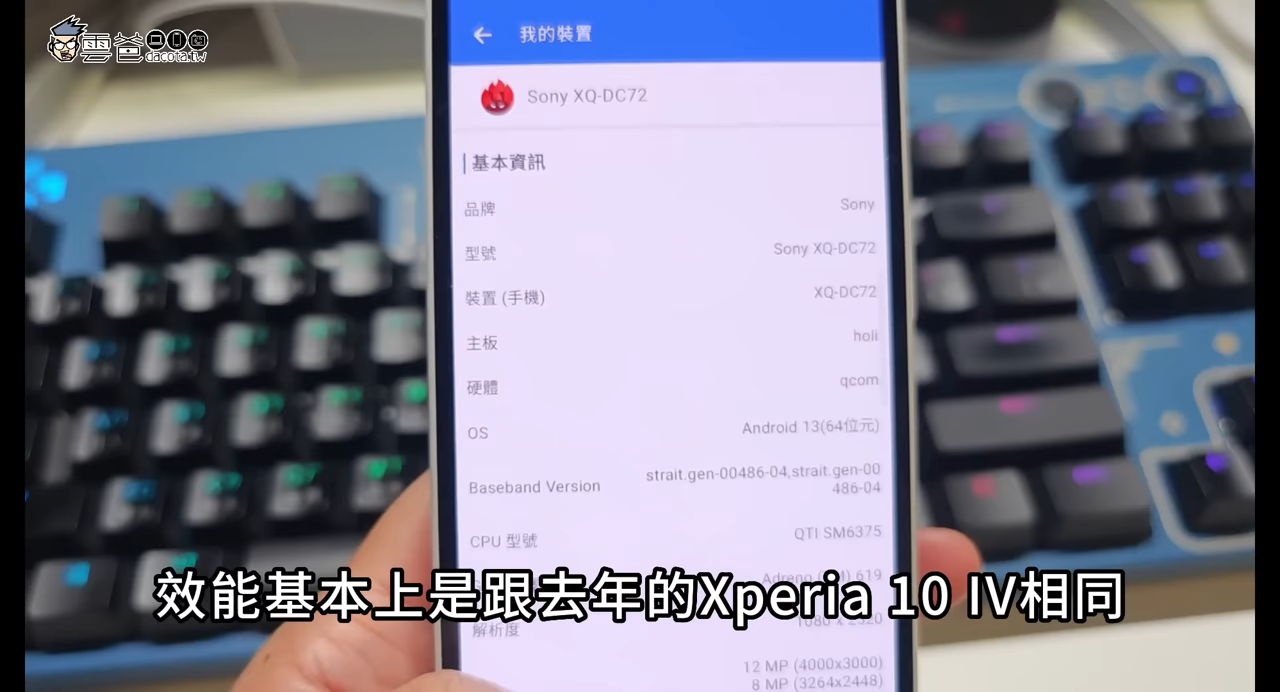 雲爸
dacota.tw
我的裝置
Sony XQ-DC72
基本資訊
品牌 Sony
型號 Sony XQ-DC72
裝置 (手機) XQ-DC72
主板 holi
硬體 qcom
OS Android 13(64位元)
Baseband Version strait.gen-00486-04,strait.gen-00
486-04
CPU 型號 QTI SM6375
619
效能基本上是跟去年的Xperia 10 IV相同
解析度
12 MP (4000x3000)
8 MP (3264x2448)